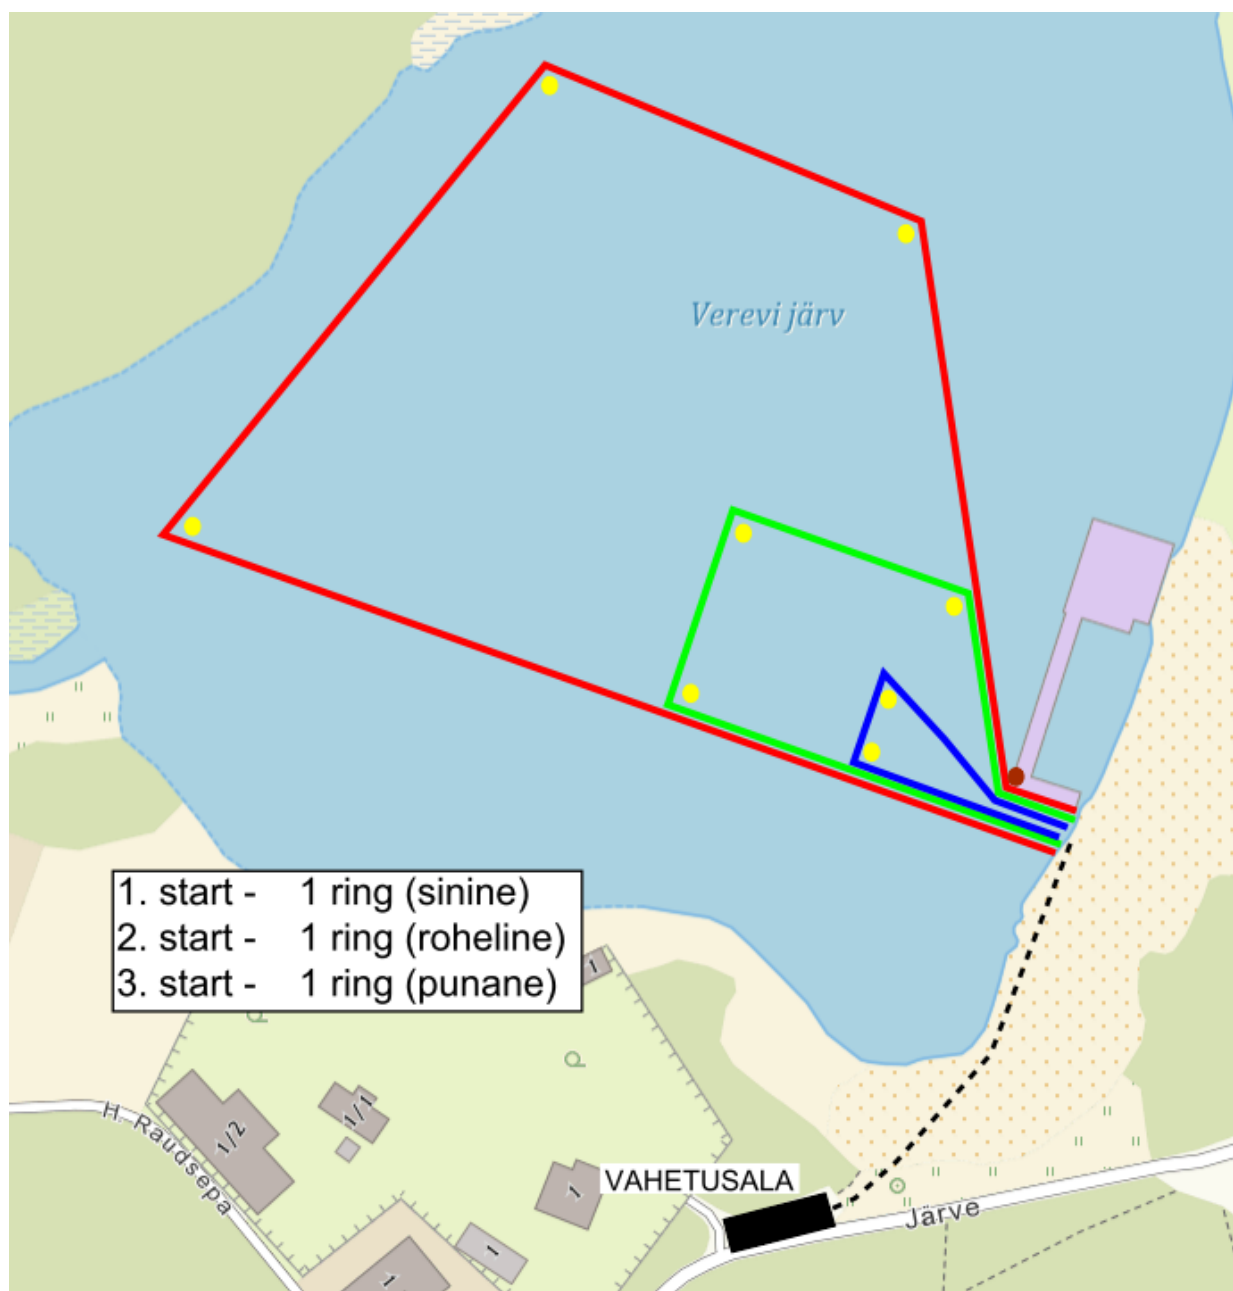 Verevi järv
1. start - 1 ring (sinine)
2. start - 1 ring (roheline)
3. start - 1 ring (punane)
1
1/1
1/2
H. Raudsepa
VAHETUSALA
1
Järve
1
1